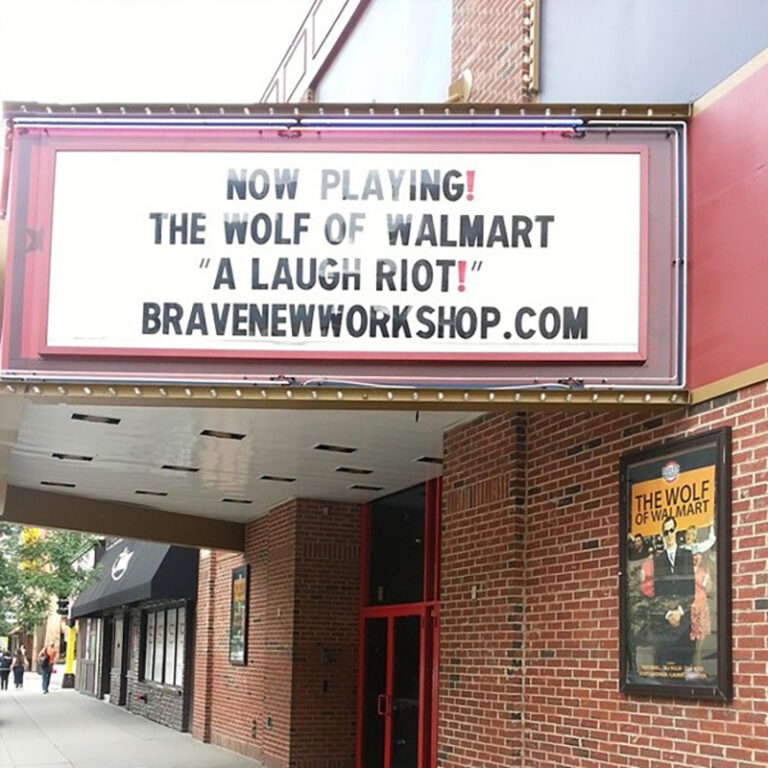 NOW PLAYING!
THE WOLF OF WALMART
"A LAUGH RIOT!"
BRAVENEWWORKSHOP.COM
THE WOLF
OF WALMART